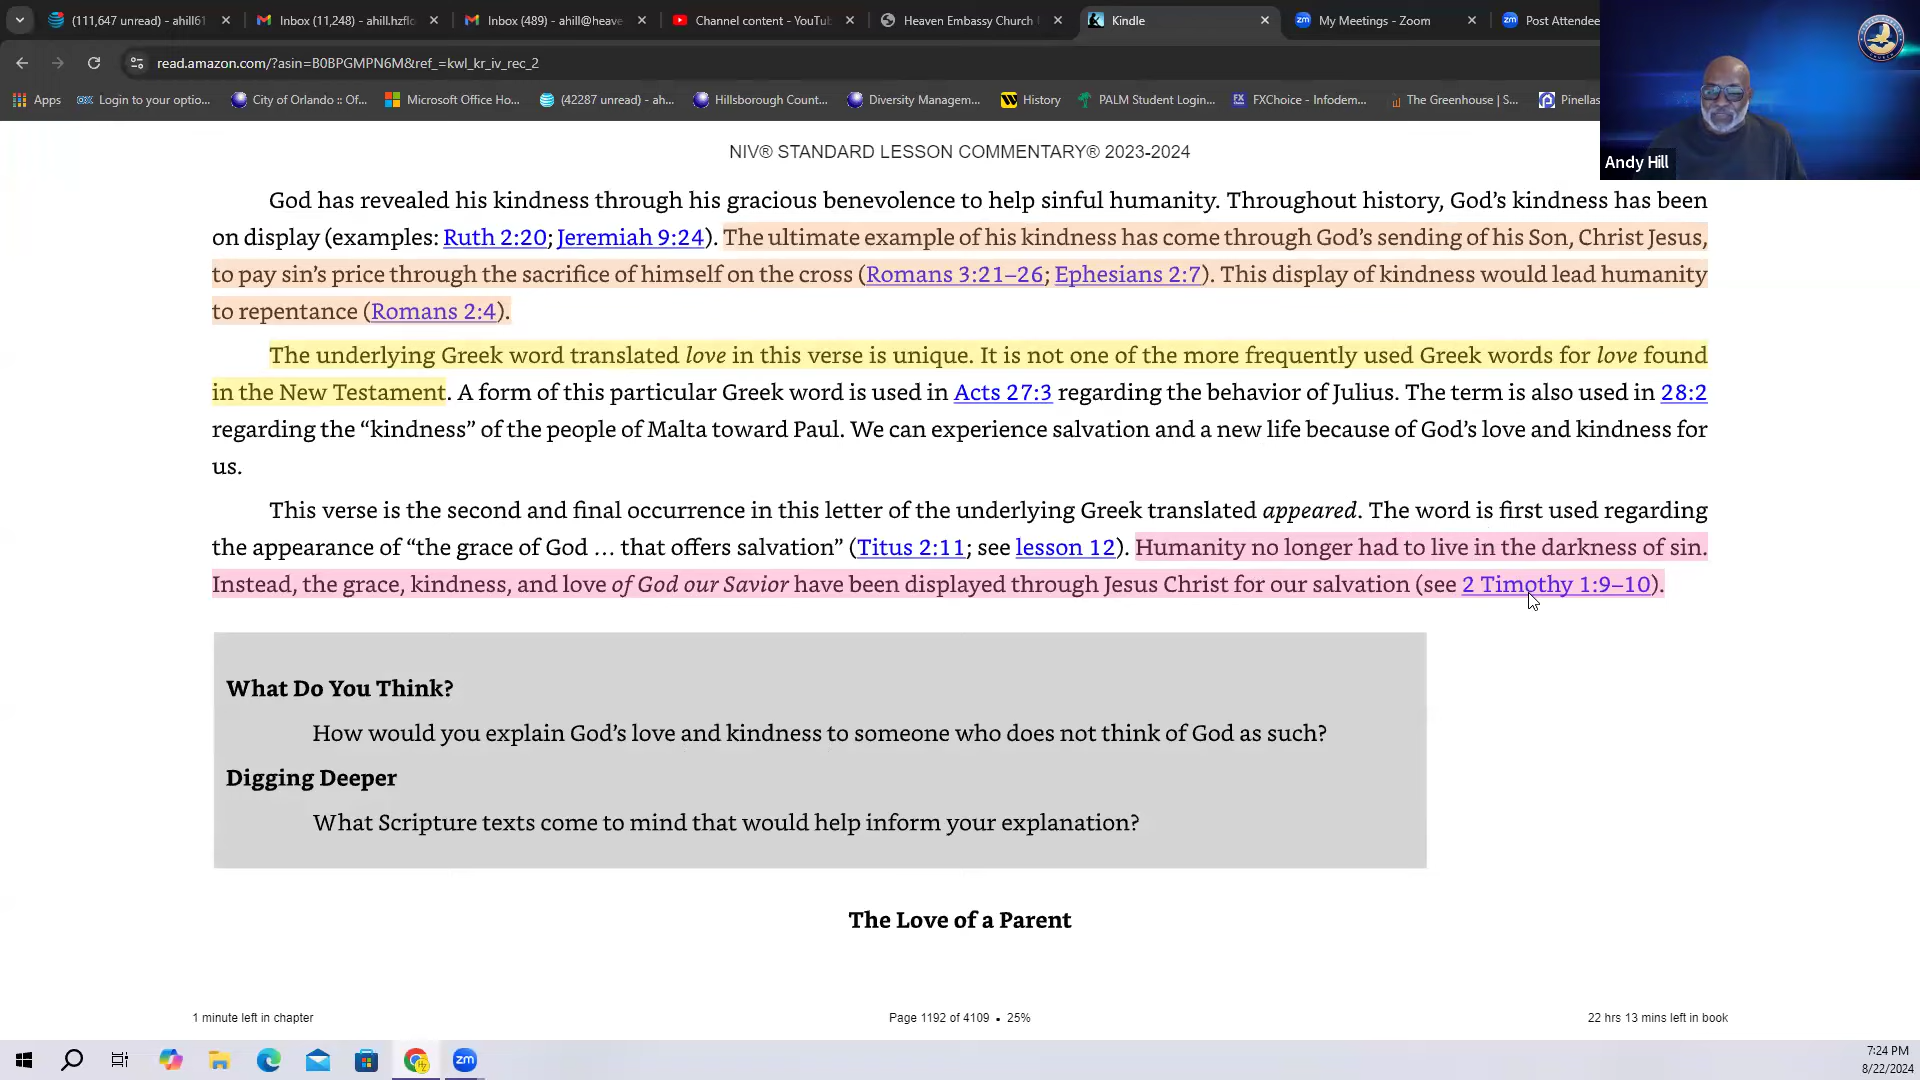 (111,647 unread) - ahill61
Inbox (11,248) - ahill.hzflo
Inbox (489) - ahill@heave
Channel content - YouTub
Heaven Embassy Church
Kindle
My Meetings - Zoom
Post Attendee
read.amazon.com/?asin=B0BPGMPN6M&ref_=kwl_kr_iv_rec_2
Apps
Login to your optio...
City of Orlando :: Of...
Microsoft Office Ho...
(42287 unread) - ah...
Hillsborough Count...
Diversity Managem...
History
PALM Student Login...
FXChoice - Infodem...
The Greenhouse | S...
Pinellas
Andy Hill
NIV® STANDARD LESSON COMMENTARY® 2023-2024
God has revealed his kindness through his gracious benevolence to help sinful humanity. Throughout history, God’s kindness has been
on display (examples: Ruth 2:20; Jeremiah 9:24). The ultimate example of his kindness has come through God’s sending of his Son, Christ Jesus,
to pay sin’s price through the sacrifice of himself on the cross (Romans 3:21–26; Ephesians 2:7). This display of kindness would lead humanity
to repentance (Romans 2:4).
The underlying Greek word translated love in this verse is unique. It is not one of the more frequently used Greek words for love found
in the New Testament. A form of this particular Greek word is used in Acts 27:3 regarding the behavior of Julius. The term is also used in 28:2
regarding the “kindness” of the people of Malta toward Paul. We can experience salvation and a new life because of God’s love and kindness for
us.
This verse is the second and final occurrence in this letter of the underlying Greek translated appeared. The word is first used regarding
the appearance of “the grace of God … that offers salvation” (Titus 2:11; see lesson 12). Humanity no longer had to live in the darkness of sin.
Instead, the grace, kindness, and love of God our Savior have been displayed through Jesus Christ for our salvation (see 2 Timothy 1:9–10).
What Do You Think?
How would you explain God’s love and kindness to someone who does not think of God as such?
Digging Deeper
What Scripture texts come to mind that would help inform your explanation?
The Love of a Parent
1 minute left in chapter
Page 1192 of 4109 • 25%
22 hrs 13 mins left in book
zm
7:24 PM
8/22/2024